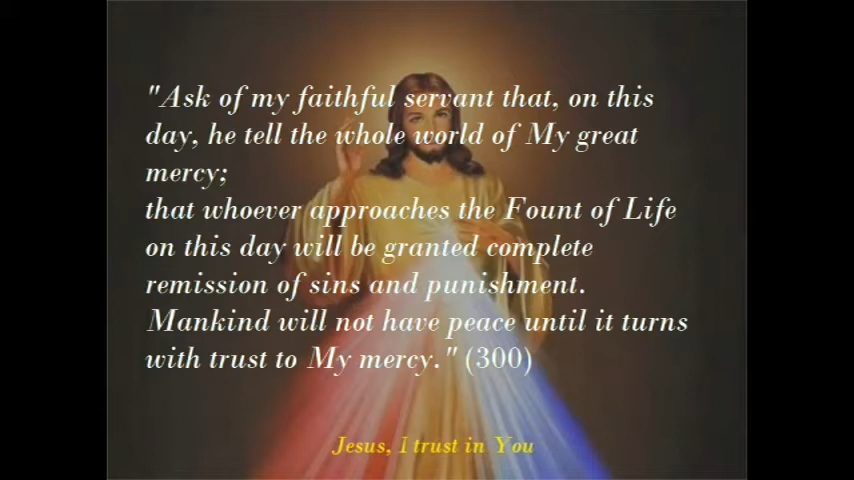 "Ask of my faithful servant that, on this
day, he tell the whole world of My great
mercy;
that whoever approaches the Fount of Life
on this day will be granted complete
remission of sins and punishment.
Mankind will not have peace until it turns
with trust to My mercy." (300)
Jesus, I trust in You